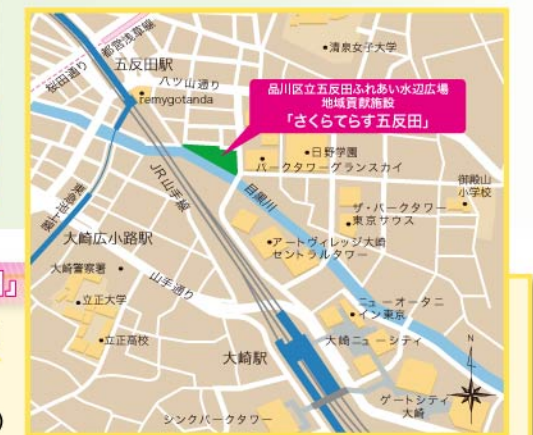 都営浅草線
桜田通り
五反田駅
八ツ山通り
remygotanda
清泉女子大学
品川区立五反田ふれあい水辺広場
地域貢献施設
「さくらてらす五反田」
日野学園
パークタワーグランスカイ
御殿山
小学校
JR山手線
目黒川
東急池上線
ザ・パークタワー
東京サウス
大崎広小路駅
アートヴィレッジ大崎
セントラルタワー
大崎警察署
山手通り
立正大学
立正高校
ニューオータニ
イン東京
大崎ニューシティ
大崎駅
N
ゲートシティ
大崎
シンクパークタワー
」
)